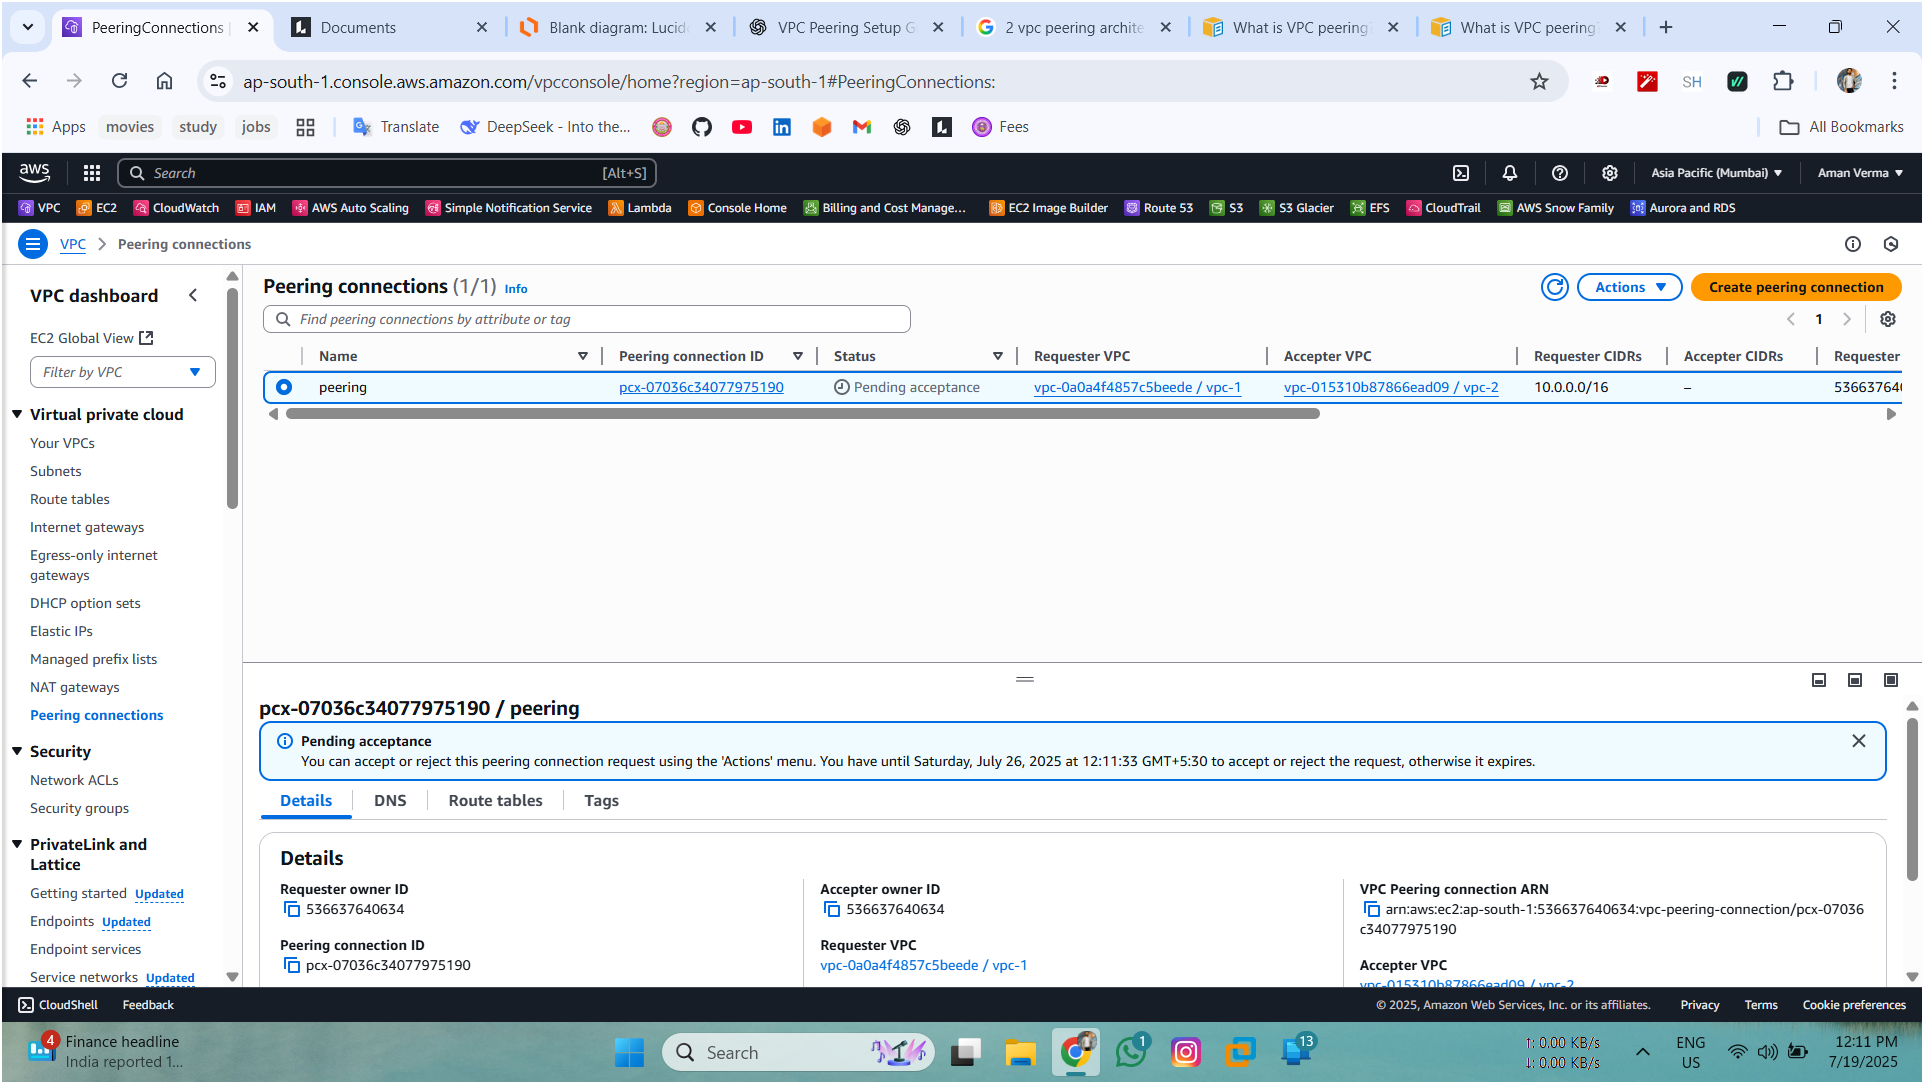 PeeringConnections
Documents
Blank diagram: Lucid
VPC Peering Setup G
2 vpc peering archite
What is VPC peering
What is VPC peering
ap-south-1.console.aws.amazon.com/vpcconsole/home?region=ap-south-1#PeeringConnections:
SH
Apps
movies
study
jobs
Translate
DeepSeek - Into the...
Fees
All Bookmarks
aws
Search
[Alt+S]
Asia Pacific (Mumbai)
Aman Verma
VPC
EC2
CloudWatch
IAM
AWS Auto Scaling
Simple Notification Service
Lambda
Console Home
Billing and Cost Manage...
EC2 Image Builder
Route 53
S3
S3 Glacier
EFS
CloudTrail
AWS Snow Family
Aurora and RDS
VPC
Peering connections
VPC dashboard
EC2 Global View
Filter by VPC
Virtual private cloud
Your VPCs
Subnets
Route tables
Internet gateways
Egress-only internet
gateways
DHCP option sets
Elastic IPs
Managed prefix lists
NAT gateways
Peering connections
Security
Network ACLs
Security groups
PrivateLink and
Lattice
Getting started Updated
Endpoints Updated
Endpoint services
Service networks Updated
Peering connections (1/1) Info
Actions
Create peering connection
Find peering connections by attribute or tag
1
Name
Peering connection ID
Status
Requester VPC
Accepter VPC
Requester CIDRs
Accepter CIDRs
Requester
peering
pcx-07036c34077975190
Pending acceptance
vpc-0a0a4f4857c5beede / vpc-1
vpc-015310b87866ead09 / vpc-2
10.0.0.0/16
–
53663764
pcx-07036c34077975190 / peering
Pending acceptance
You can accept or reject this peering connection request using the 'Actions' menu. You have until Saturday, July 26, 2025 at 12:11:33 GMT+5:30 to accept or reject the request, otherwise it expires.
Details
DNS
Route tables
Tags
Details
Requester owner ID
536637640634
Peering connection ID
pcx-07036c34077975190
Accepter owner ID
536637640634
Requester VPC
vpc-0a0a4f4857c5beede / vpc-1
VPC Peering connection ARN
arn:aws:ec2:ap-south-1:536637640634:vpc-peering-connection/pcx-07036
c34077975190
Accepter VPC
vpc-015310b87866ead09 / vpc-2
CloudShell
Feedback
© 2025, Amazon Web Services, Inc. or its affiliates.
Privacy
Terms
Cookie preferences
4
Finance headline
India reported 1...
Search
1
13
↑: 0.00 KB/s
↓: 0.00 KB/s
ENG
US
12:11 PM
7/19/2025